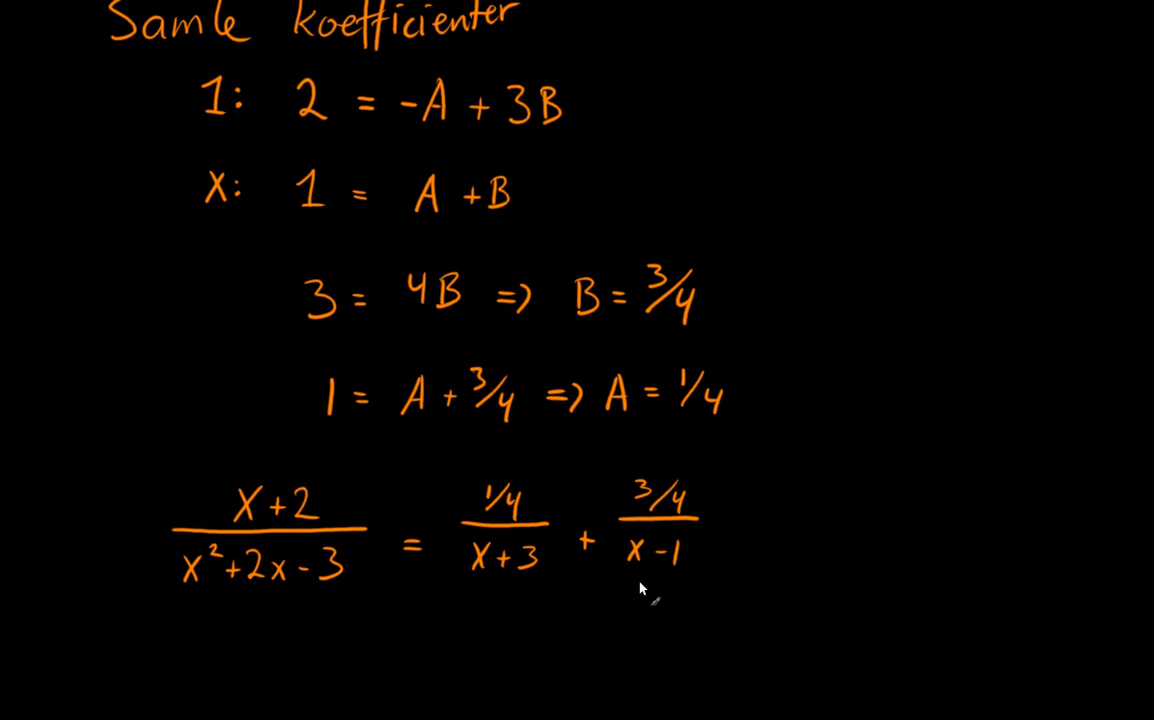 Samle koefficienter
1: 2 = -A + 3B
x: 1 = A + B
3 = 4B => B = 3/4
1 = A + 3/4 => A = 1/4
x+2 / x²+2x-3 = 1/4 / x+3 + 3/4 / x-1